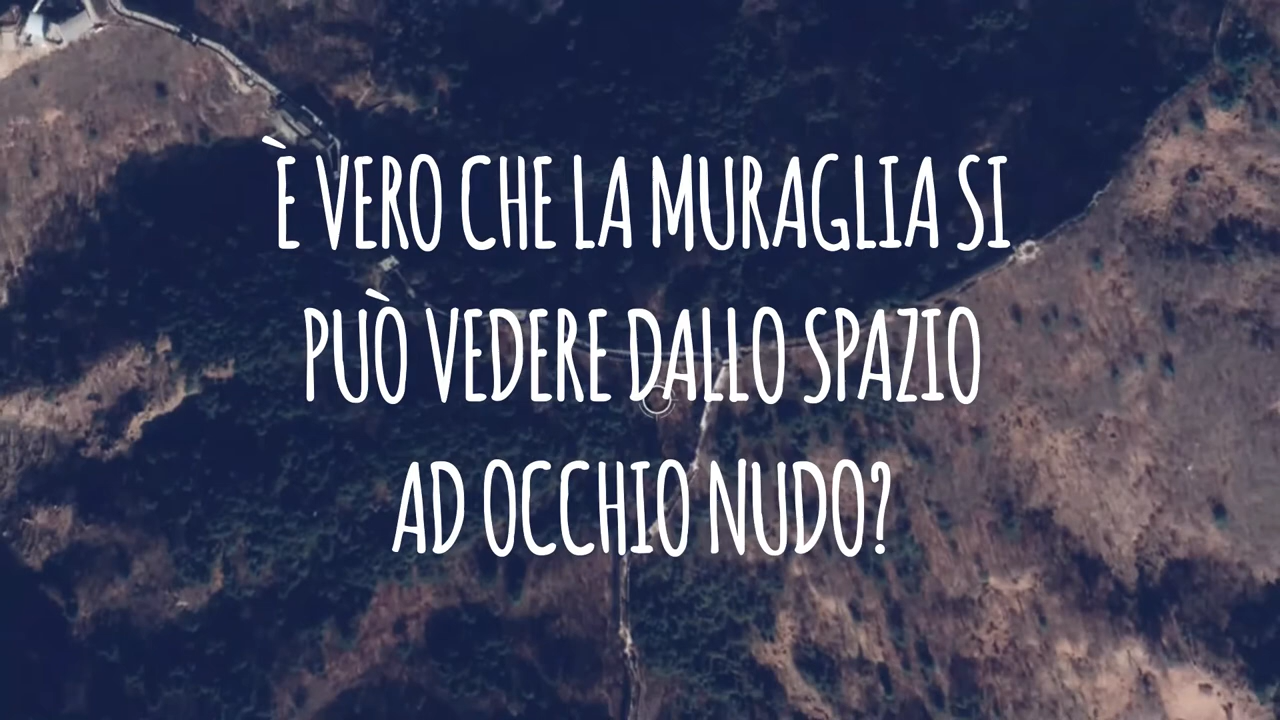 È VERO CHE LA MURAGLIA SI
PUÒ VEDERE DALLO SPAZIO
AD OCCHIO NUDO?